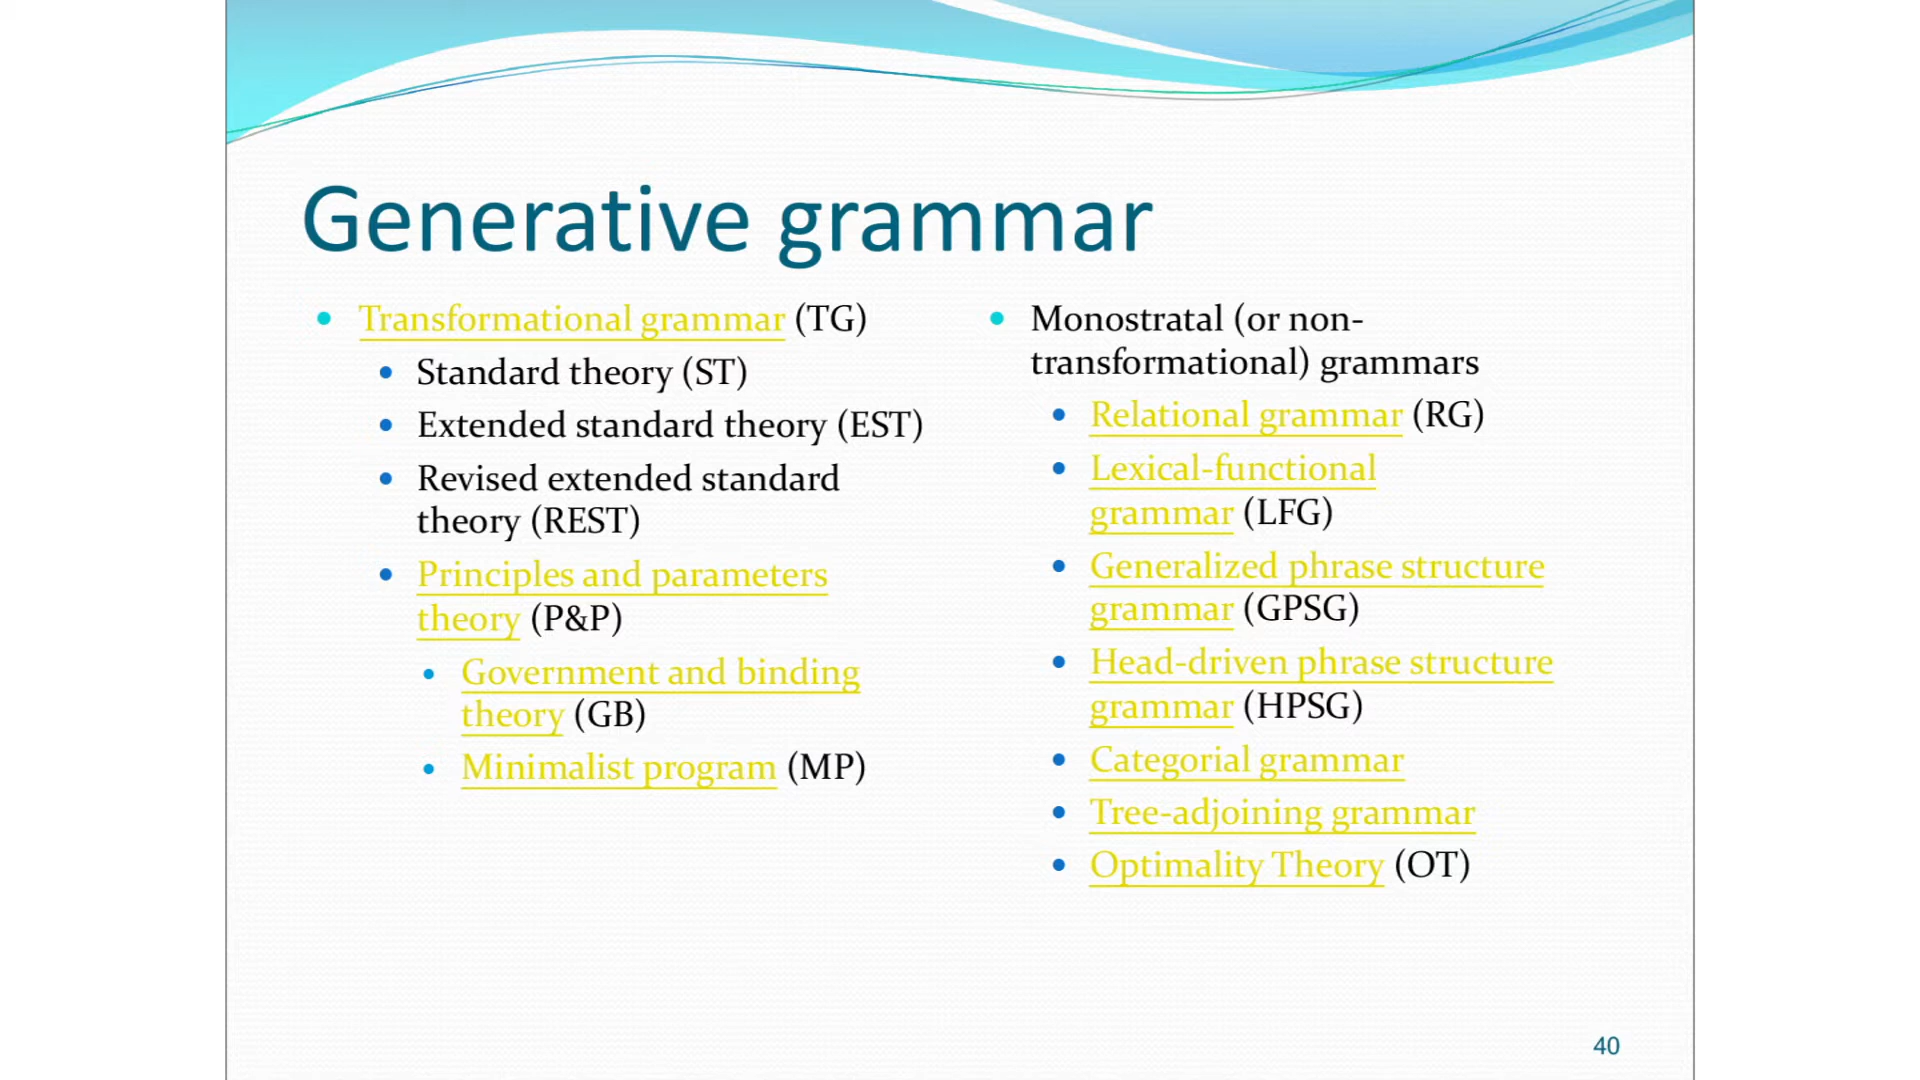 Generative grammar
Transformational grammar (TG)
Standard theory (ST)
Extended standard theory (EST)
Revised extended standard
theory (REST)
Principles and parameters
theory (P&P)
Government and binding
theory (GB)
Minimalist program (MP)
Monostratal (or non-
transformational) grammars
Relational grammar (RG)
Lexical-functional
grammar (LFG)
Generalized phrase structure
grammar (GPSG)
Head-driven phrase structure
grammar (HPSG)
Categorial grammar
Tree-adjoining grammar
Optimality Theory (OT)
40